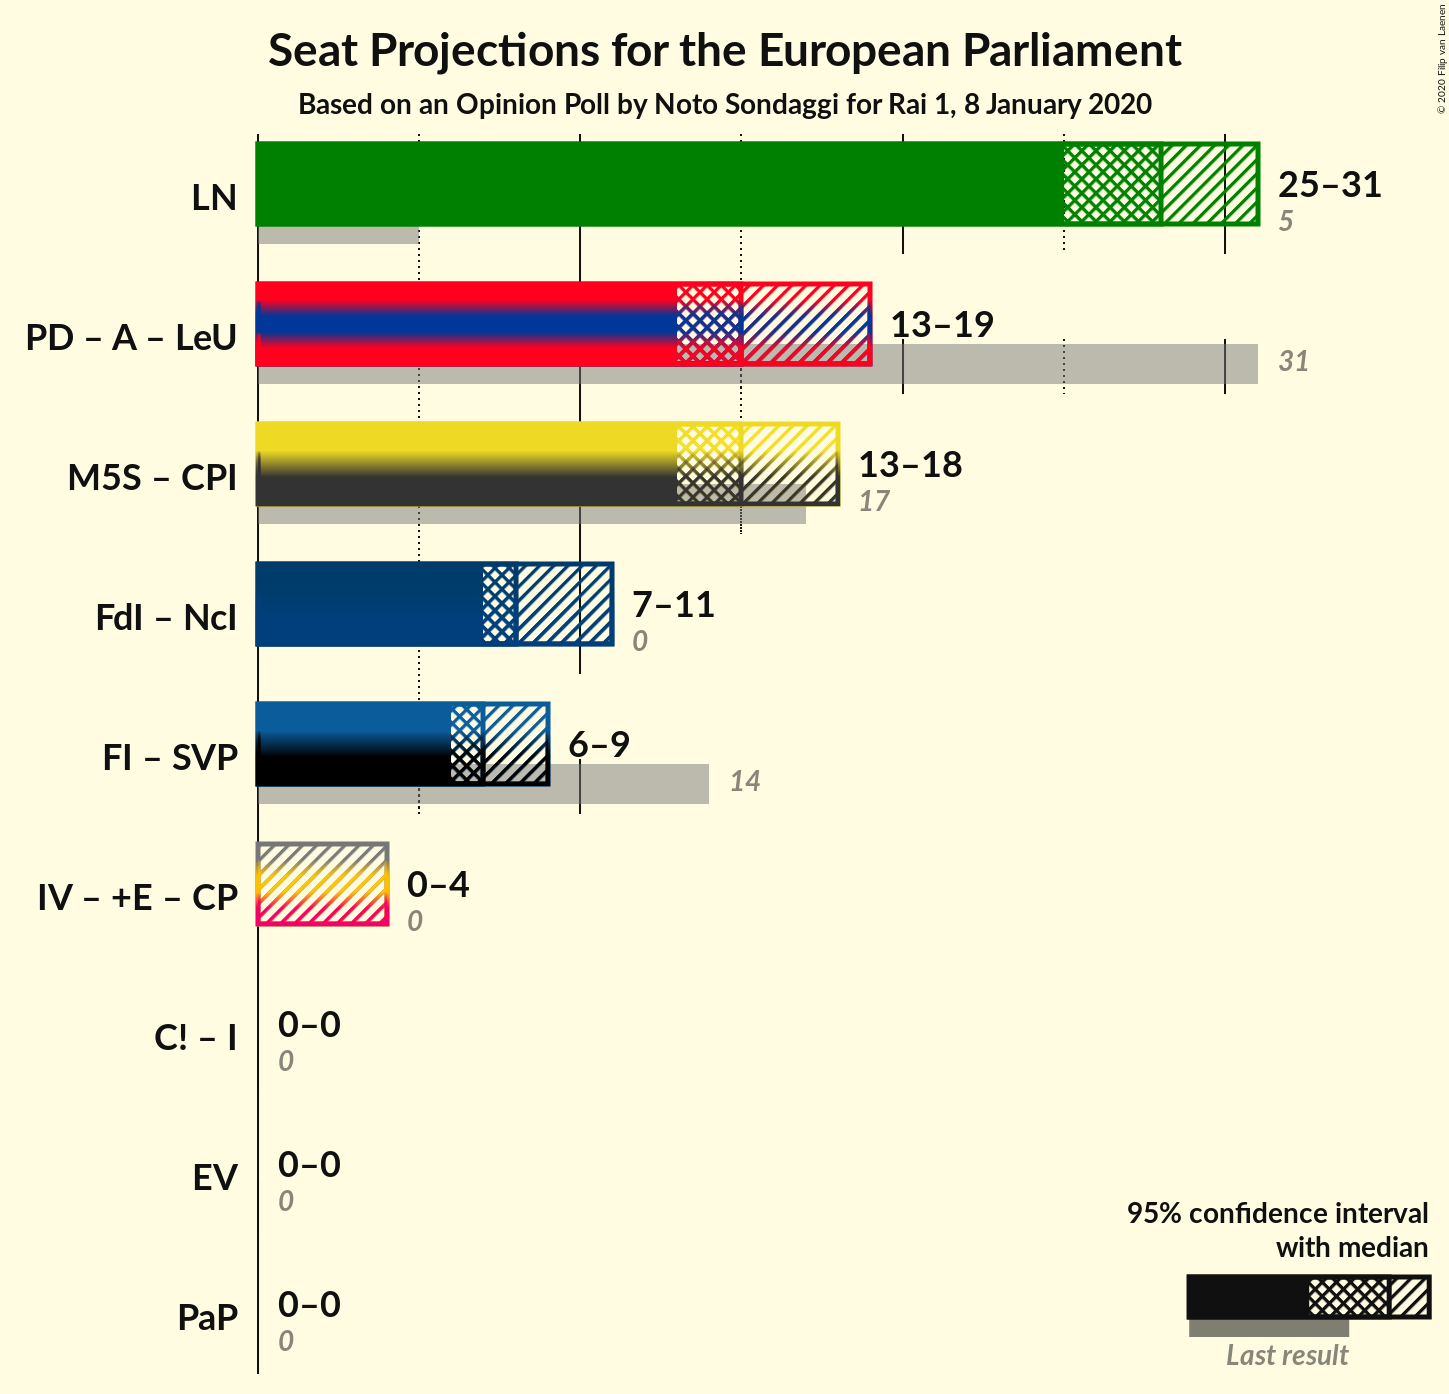 Seat Projections for the European Parliament
Based on an Opinion Poll by Noto Sondaggi for Rai 1, 8 January 2020
© 2020 Filip van Laenen
LN
25–31
5
PD – A – LeU
13–19
31
M5S – CPI
13–18
17
FdI – NcI
7–11
0
FI – SVP
6–9
14
IV – +E – CP
0–4
0
C! – I
0–0
0
EV
0–0
0
PaP
0–0
0
95% confidence interval
with median
Last result